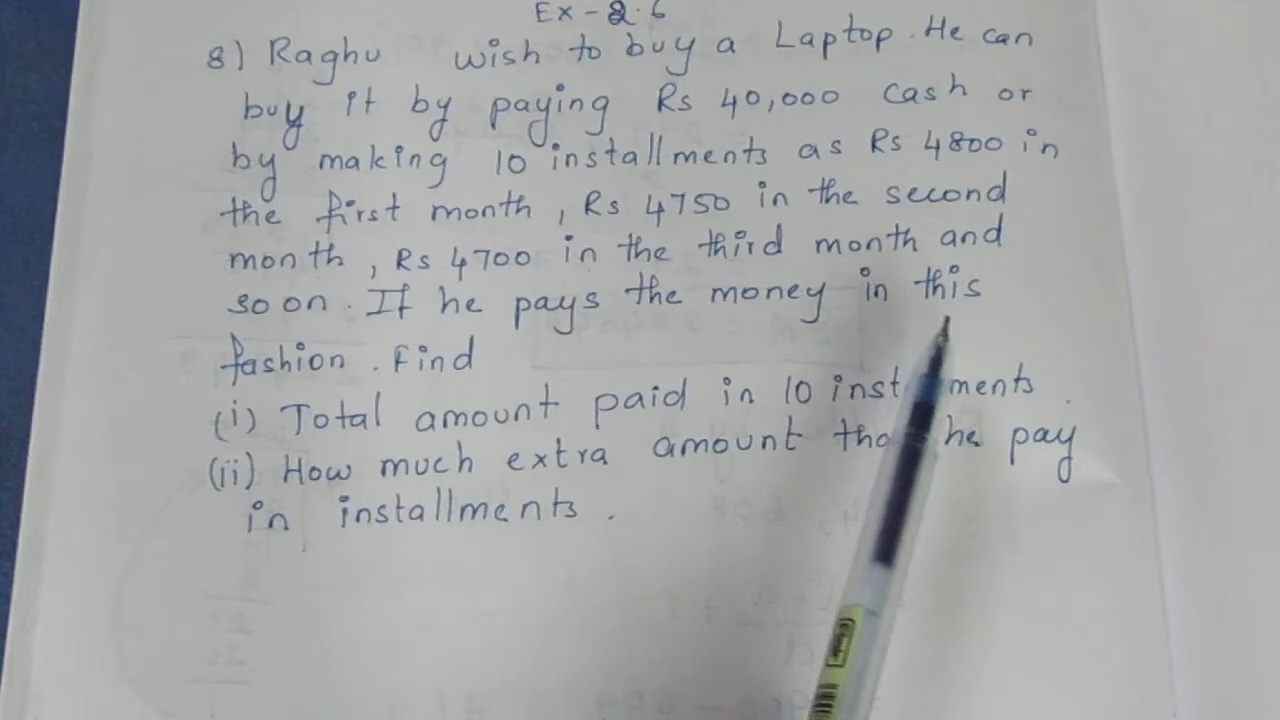 Ex - 2.6
8) Raghu wish to buy a Laptop. He can
buy it by paying Rs 40,000 cash or
by making 10 installments as Rs 4800 in
the first month, Rs 4750 in the second
month, Rs 4700 in the third month and
so on. If he pays the money in this
fashion. Find
(i) Total amount paid in 10 ments.
(ii) How much extra amount he pay
in installments.